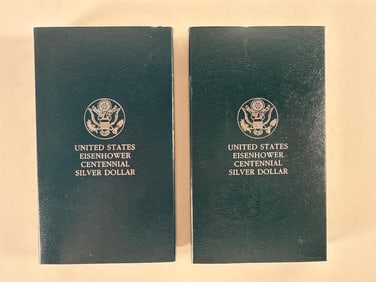 UNITED STATES
EISENHOWER
CENTENNIAL
SILVER DOLLAR
UNITED STATES
EISENHOWER
CENTENNIAL
SILVER DOLLAR